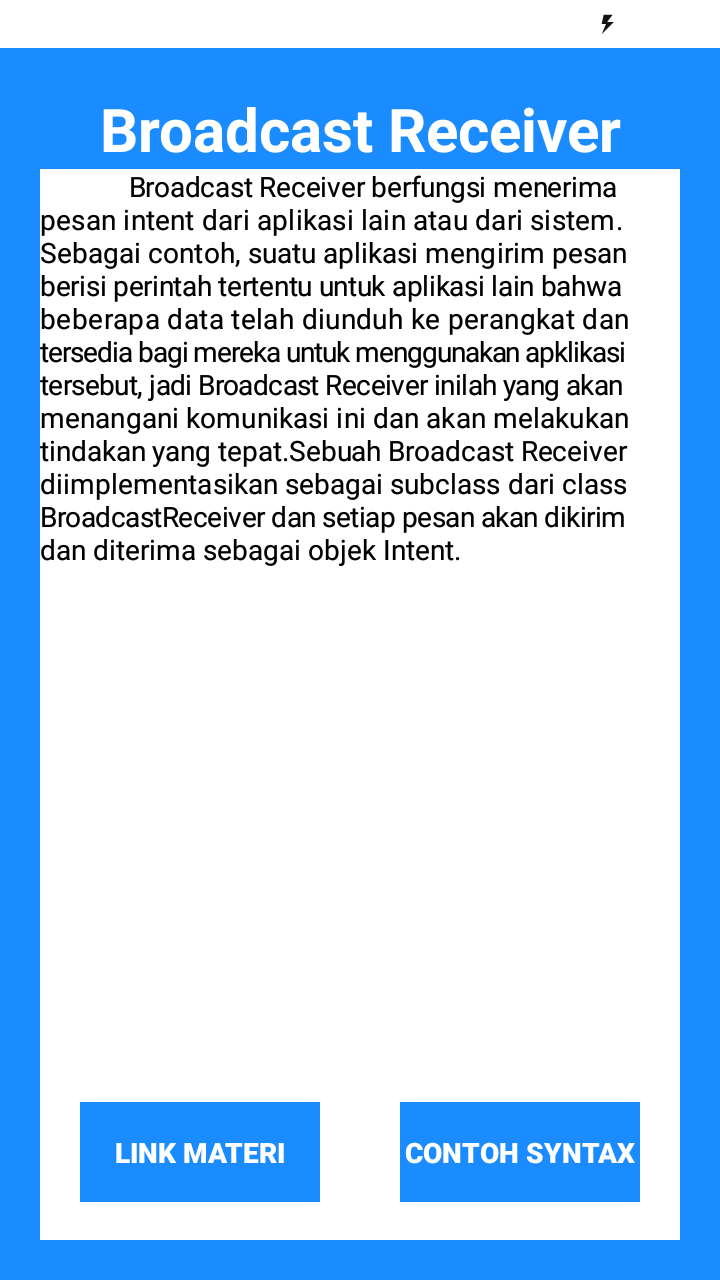 Broadcast Receiver
Broadcast Receiver berfungsi menerima
pesan intent dari aplikasi lain atau dari sistem.
Sebagai contoh, suatu aplikasi mengirim pesan
berisi perintah tertentu untuk aplikasi lain bahwa
beberapa data telah diunduh ke perangkat dan
tersedia bagi mereka untuk menggunakan apklikasi
tersebut, jadi Broadcast Receiver inilah yang akan
menangani komunikasi ini dan akan melakukan
tindakan yang tepat.Sebuah Broadcast Receiver
diimplementasikan sebagai subclass dari class
BroadcastReceiver dan setiap pesan akan dikirim
dan diterima sebagai objek Intent.
LINK MATERI
CONTOH SYNTAX